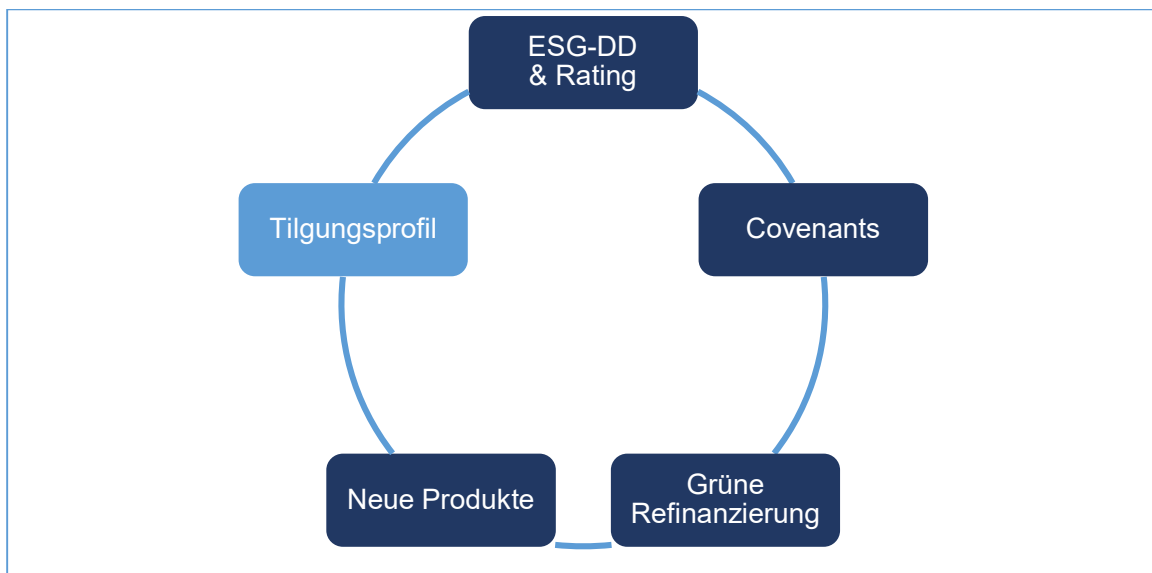 ESG-DD
& Rating
Tilgungsprofil
Covenants
Neue Produkte
Grüne
Refinanzierung